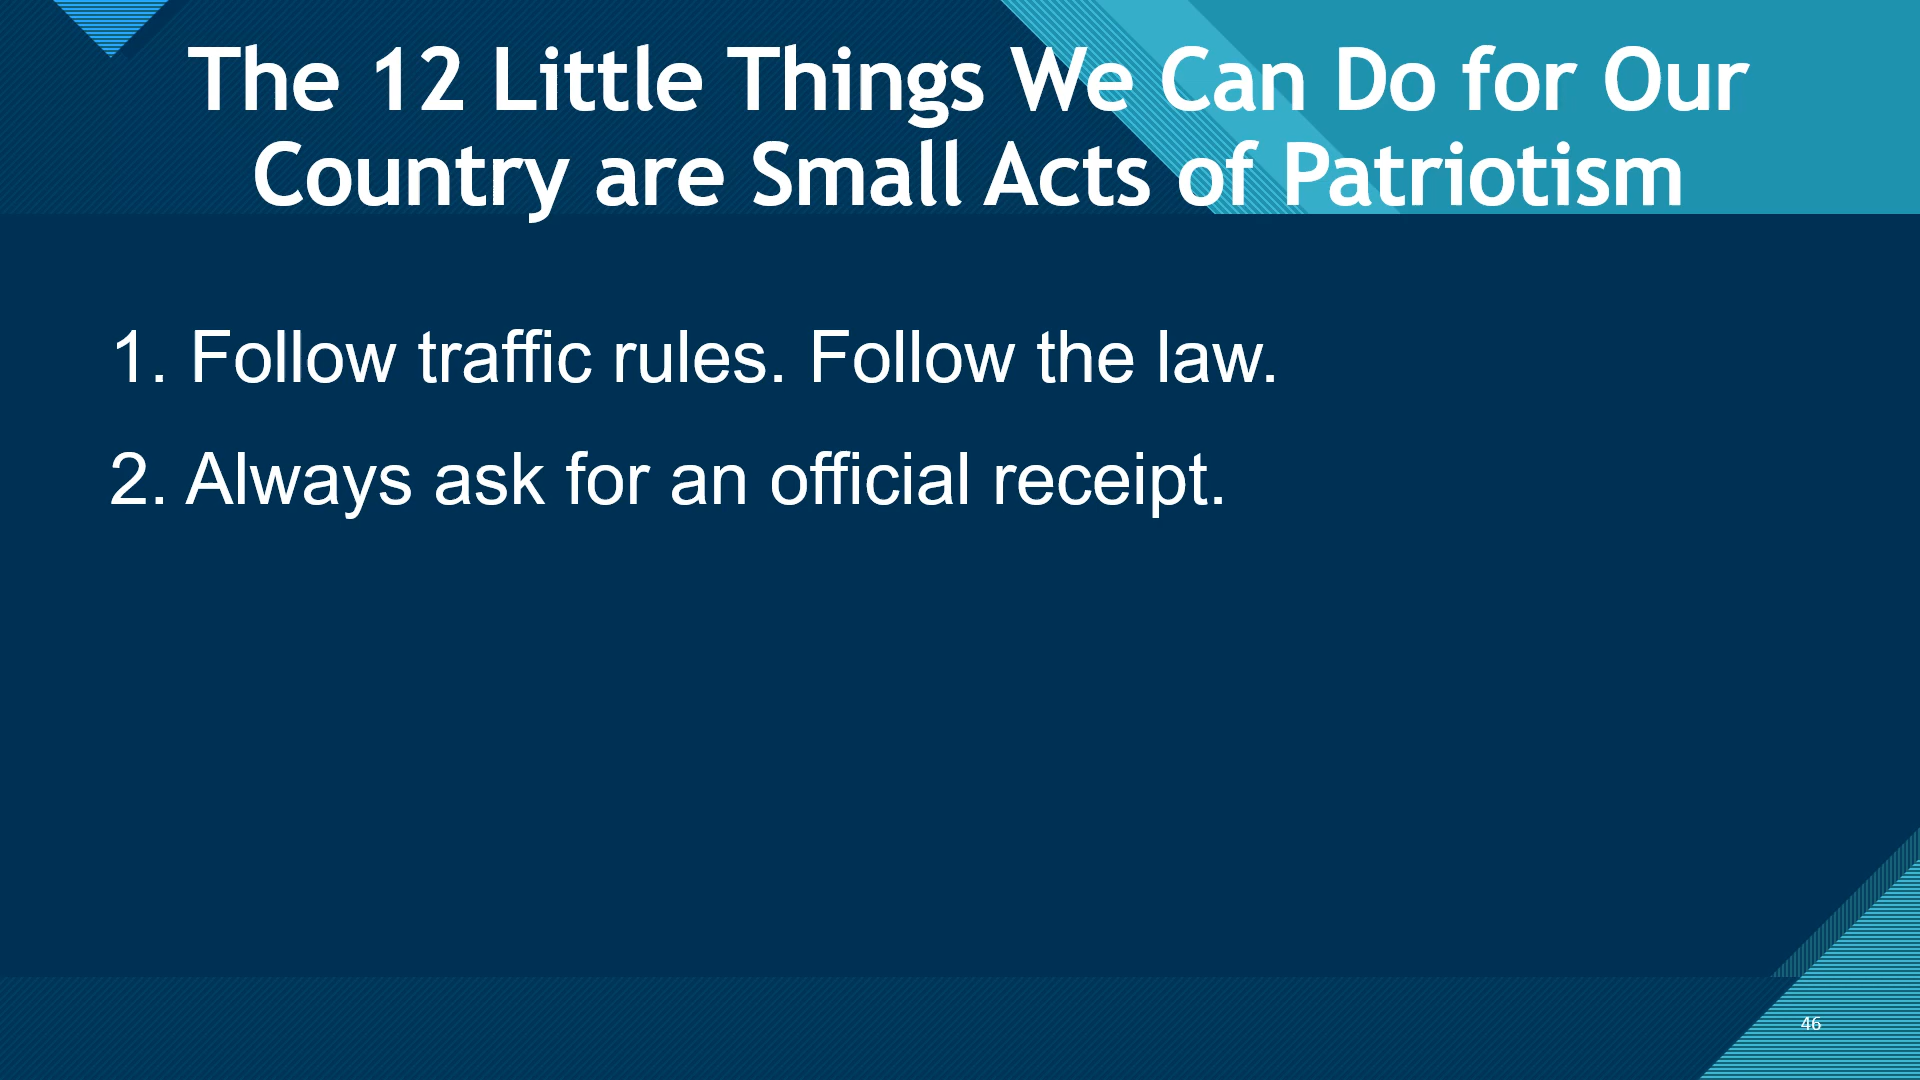 The 12 Little Things We Can Do for Our
Country are Small Acts of Patriotism
1. Follow traffic rules. Follow the law.
2. Always ask for an official receipt.
46